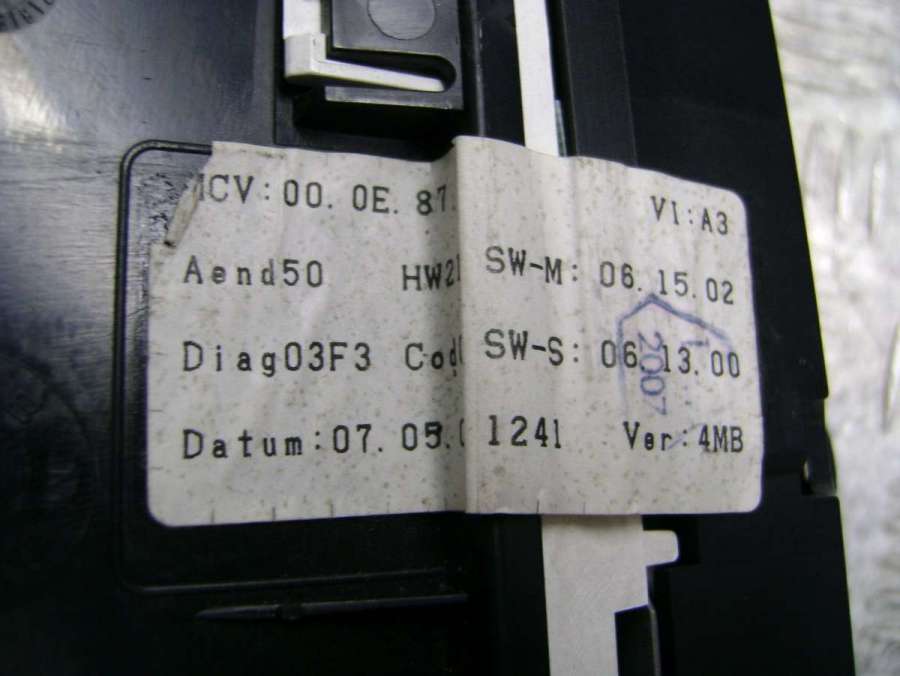 MCV:00. 0E. 87 VI:A3
Aend50 HW2 SW-M: 06.15.02
Diag03F3 Cod SW-S: 06.13.00
Datum:07. 05. 1241 Ver:4MB
2007